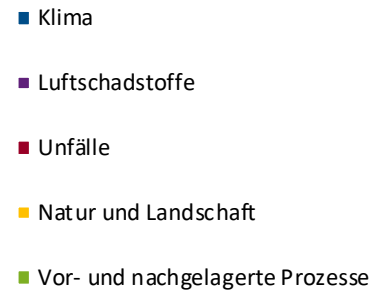 Klima
Luftschadstoffe
Unfälle
Natur und Landschaft
Vor- und nachgelagerte Prozesse